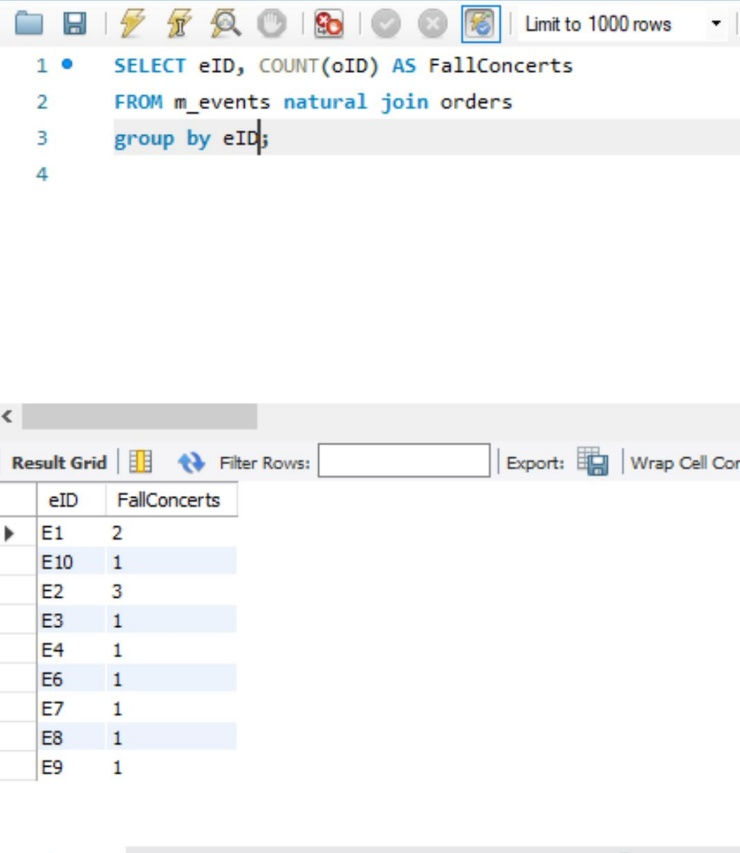 Limit to 1000 rows
1 SELECT eID, COUNT(oID) AS FallConcerts
2 FROM m_events natural join orders
3 group by eID;
4
Result Grid Filter Rows: Export: Wrap Cell Con
eID FallConcerts
E1 2
E10 1
E2 3
E3 1
E4 1
E6 1
E7 1
E8 1
E9 1